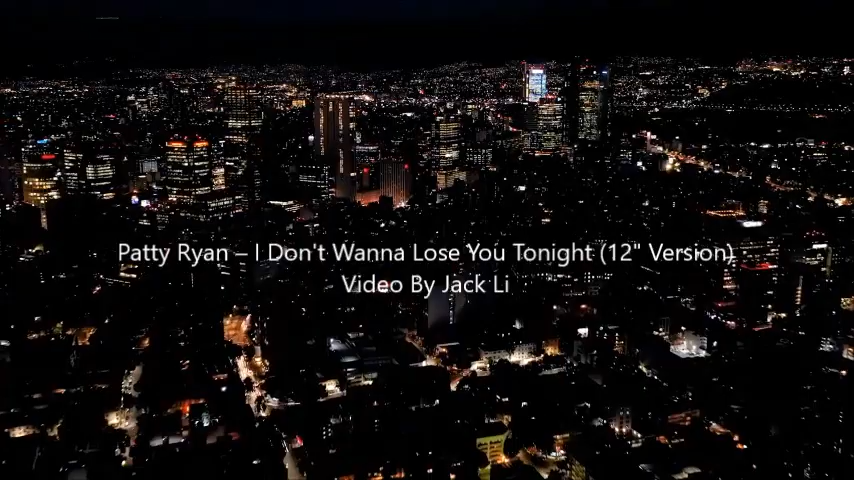 Patty Ryan – I Don't Wanna Lose You Tonight (12" Version)
Video By Jack Li